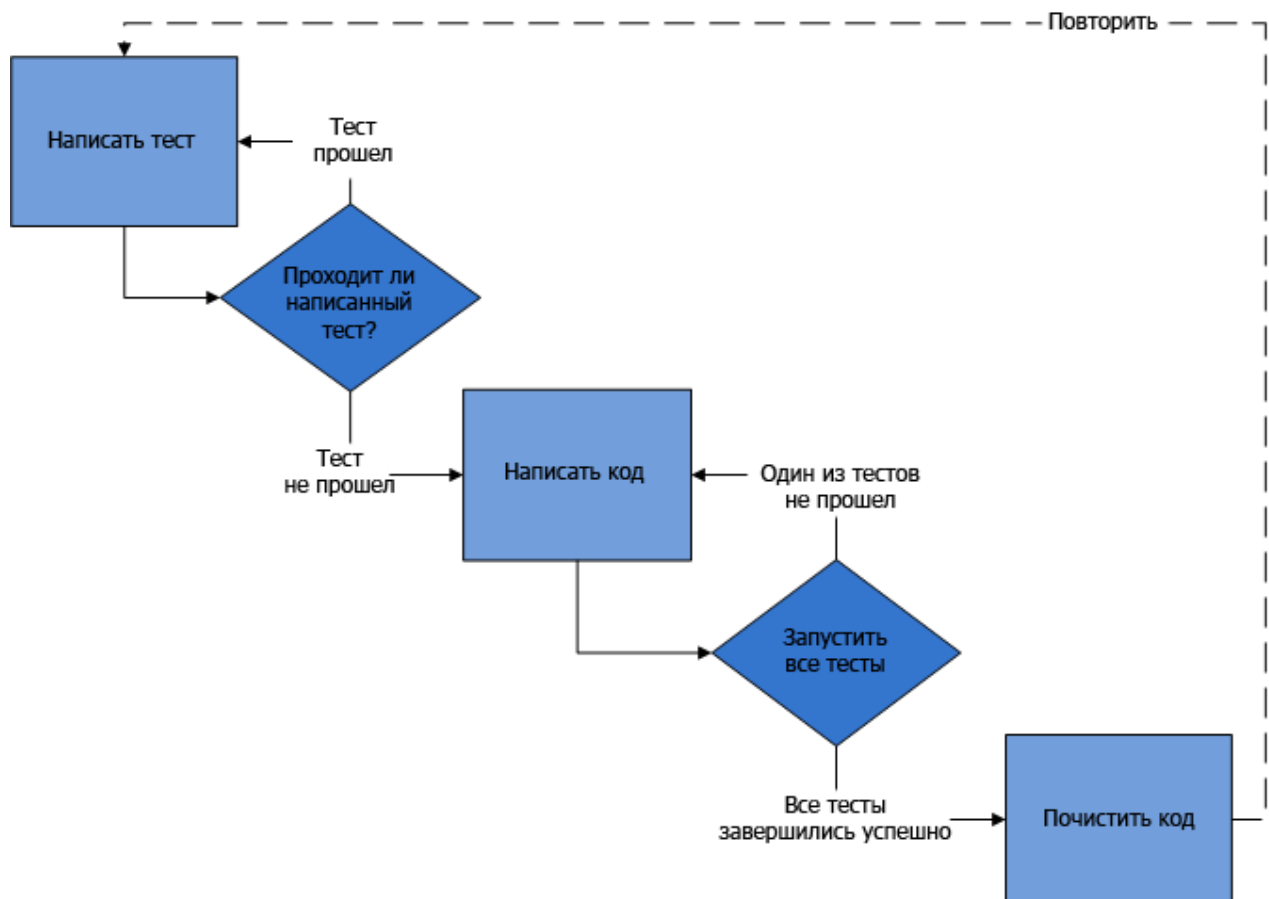 Повторить
Написать тест
Тест
прошел
Проходит ли
написанный
тест?
Тест
не прошел
Написать код
Один из тестов
не прошел
Запустить
все тесты
Все тесты
завершились успешно
Почистить код